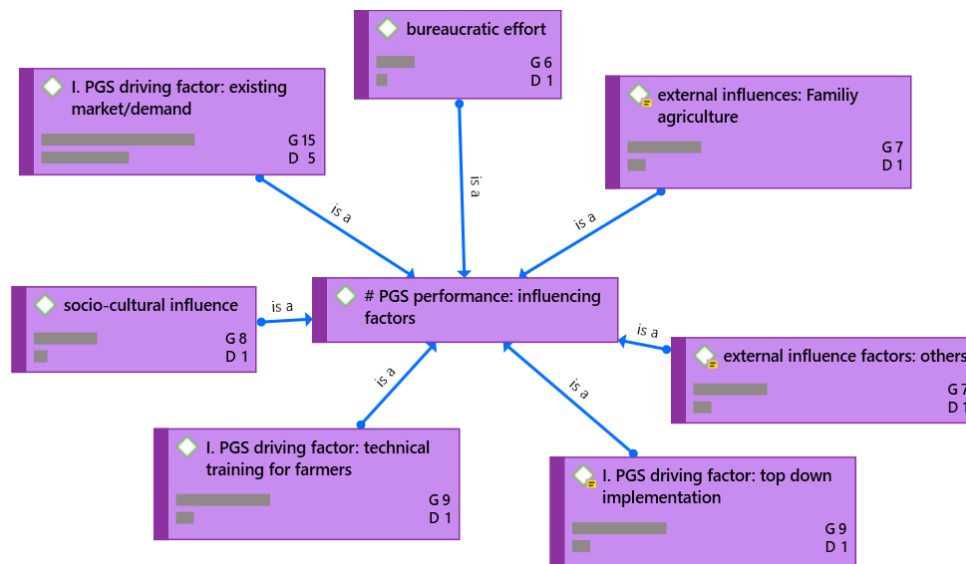 bureaucratic effort
G 6
D 1
I. PGS driving factor: existing
market/demand
G 15
D 5
external influences: Familiy
agriculture
G 7
D 1
is a
is a
is a
# PGS performance: influencing
factors
socio-cultural influence
G 8
D 1
is a
is a
external influence factors: others
G 7
D 1
is a
is a
I. PGS driving factor: technical
training for farmers
G 9
D 1
I. PGS driving factor: top down
implementation
G 9
D 1